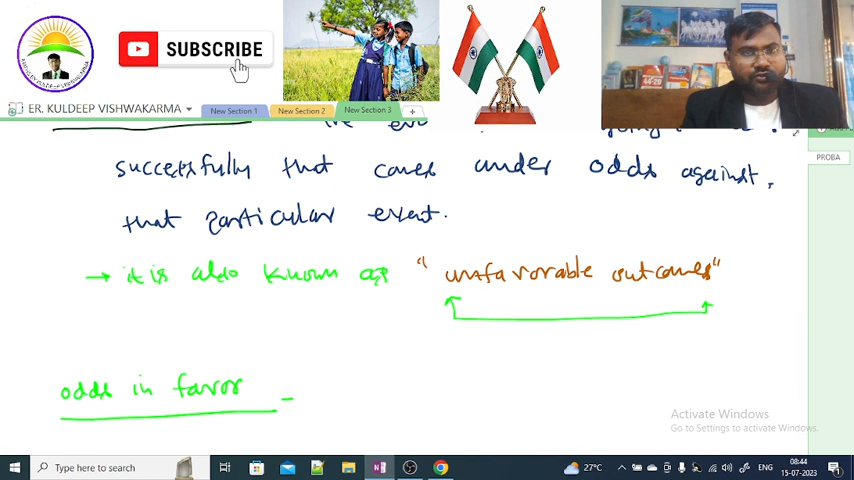 SUBSCRIBE
ER. KULDEEP VISHWAKARMA
New Section 1
New Section 2
New Section 3
+
PROBA
successfully that comes under odds against,
that particular event.
→ it is also known as "unfavorable outcomes"
odds in favor -
Activate Windows
Go to Settings to activate Windows.
Type here to search
27°C
ENG
08:44
15-07-2023